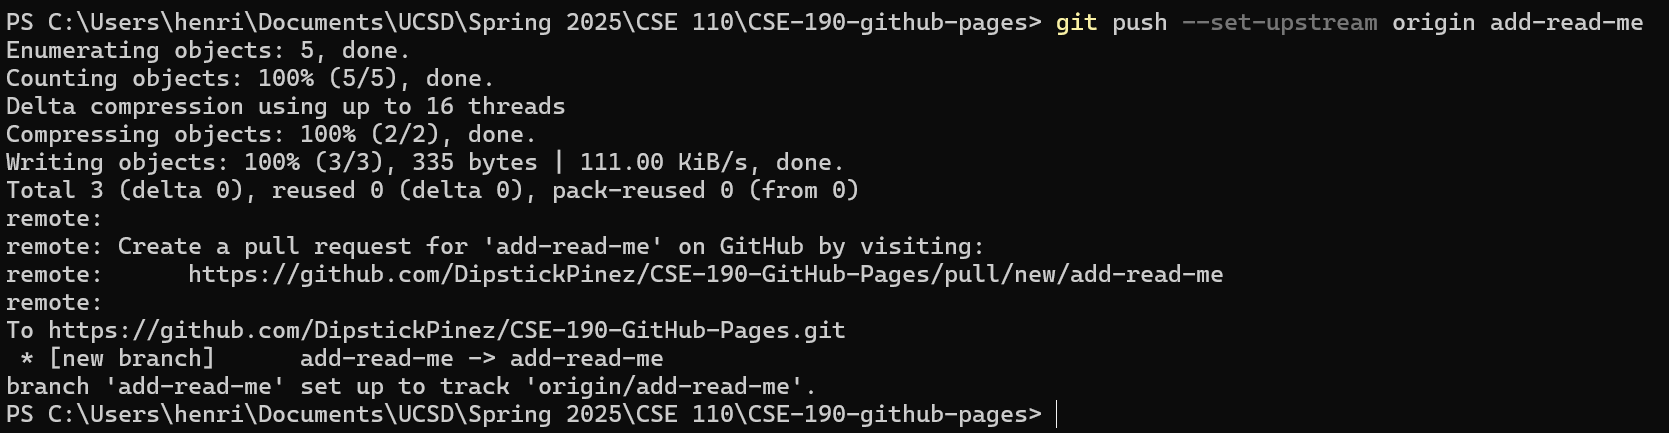 PS C:\Users\henri\Documents\UCSD\Spring 2025\CSE 110\CSE-190-github-pages> git push --set-upstream origin add-read-me
Enumerating objects: 5, done.
Counting objects: 100% (5/5), done.
Delta compression using up to 16 threads
Compressing objects: 100% (2/2), done.
Writing objects: 100% (3/3), 335 bytes | 111.00 KiB/s, done.
Total 3 (delta 0), reused 0 (delta 0), pack-reused 0 (from 0)
remote:
remote: Create a pull request for 'add-read-me' on GitHub by visiting:
remote:      https://github.com/DipstickPinez/CSE-190-GitHub-Pages/pull/new/add-read-me
remote:
To https://github.com/DipstickPinez/CSE-190-GitHub-Pages.git
 * [new branch]      add-read-me -> add-read-me
branch 'add-read-me' set up to track 'origin/add-read-me'.
PS C:\Users\henri\Documents\UCSD\Spring 2025\CSE 110\CSE-190-github-pages>